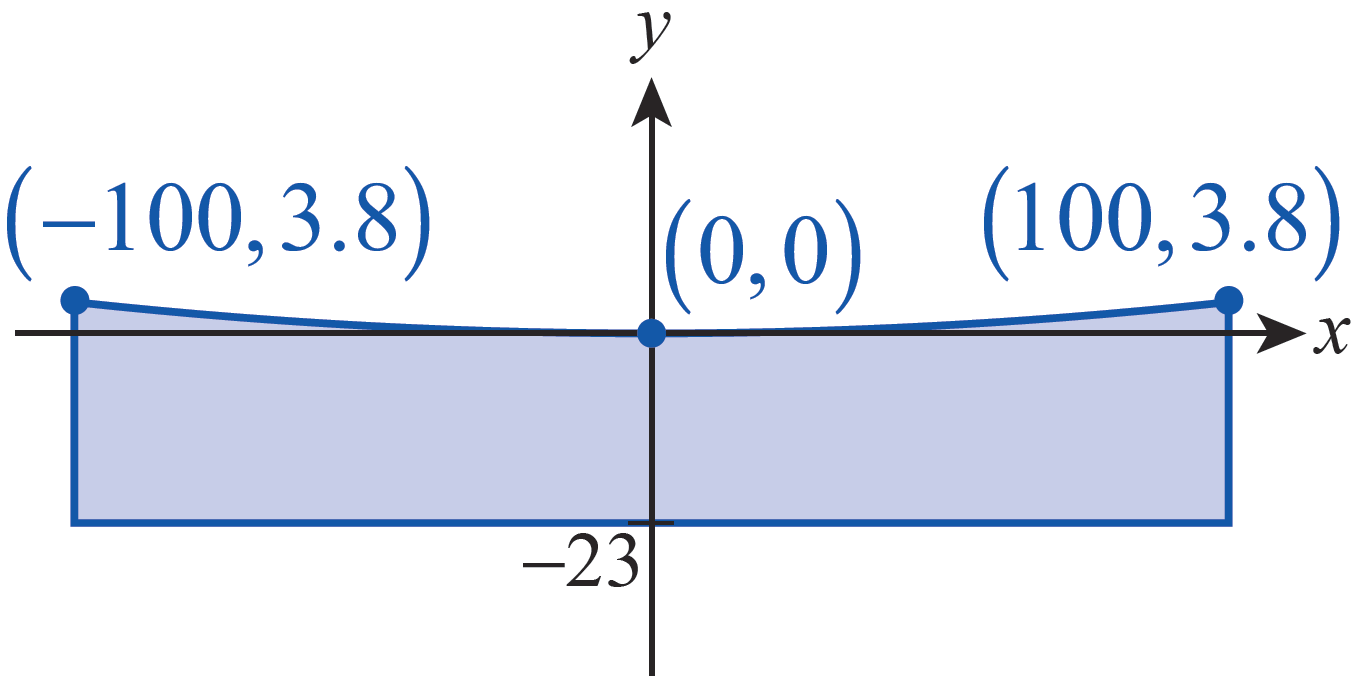 y
(−100, 3.8)
(0, 0)
(100, 3.8)
x
−23